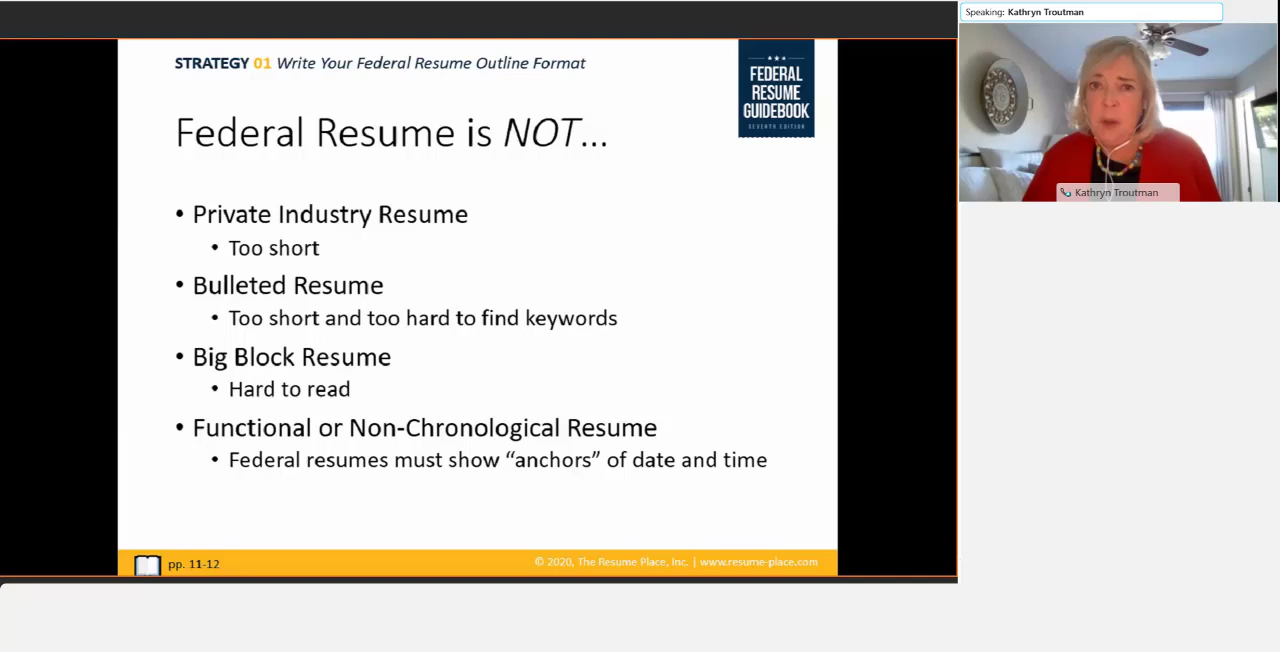 Speaking: Kathryn Troutman
STRATEGY 01 Write Your Federal Resume Outline Format
FEDERAL
RESUME
GUIDEBOOK
SEVENTH EDITION
Federal Resume is NOT...
• Private Industry Resume
• Too short
• Bulleted Resume
• Too short and too hard to find keywords
• Big Block Resume
• Hard to read
• Functional or Non-Chronological Resume
• Federal resumes must show “anchors” of date and time
pp. 11-12
© 2020, The Resume Place, Inc. | www.resume-place.com
Kathryn Troutman